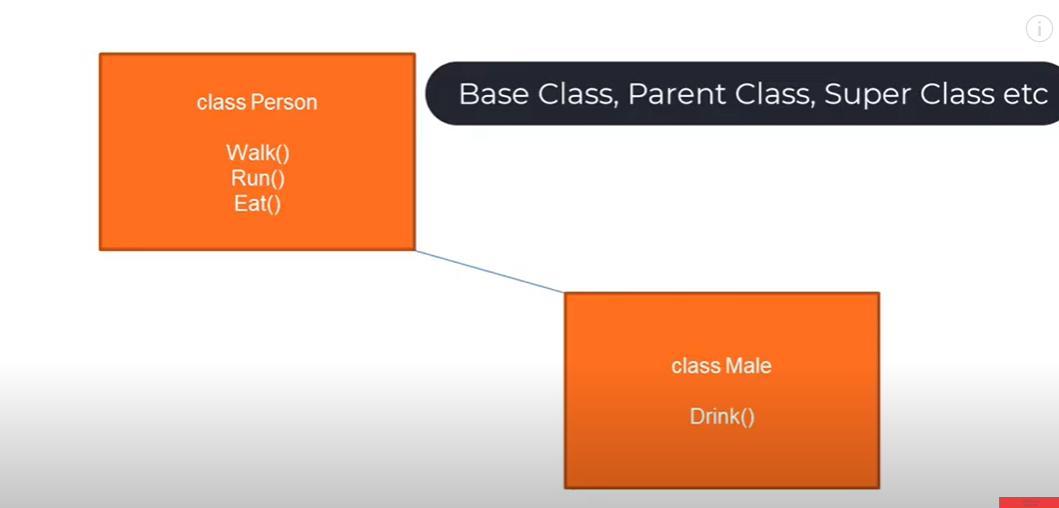 class Person
Walk()
Run()
Eat()
Base Class, Parent Class, Super Class etc
class Male
Drink()